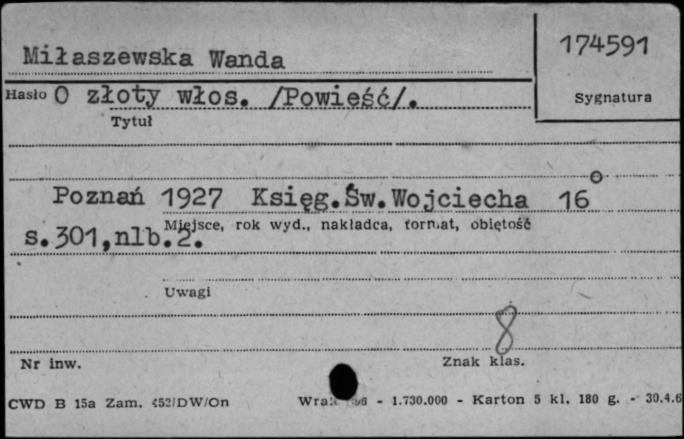 Miłaszewska Wanda
174591
Hasło O złoty włos. /Powieść/.
Sygnatura
Tytuł
Poznań 1927 Księg.Św.Wojciecha 16°
Miejsce, rok wyd., nakładca, format, objętość
s.301,nlb.2.
Uwagi
8
Nr inw.
Znak klas.
CWD B 15a Zam. 452/DW/On - 1.730.000 - Karton 5 kl. 180 g. - 30.4.6